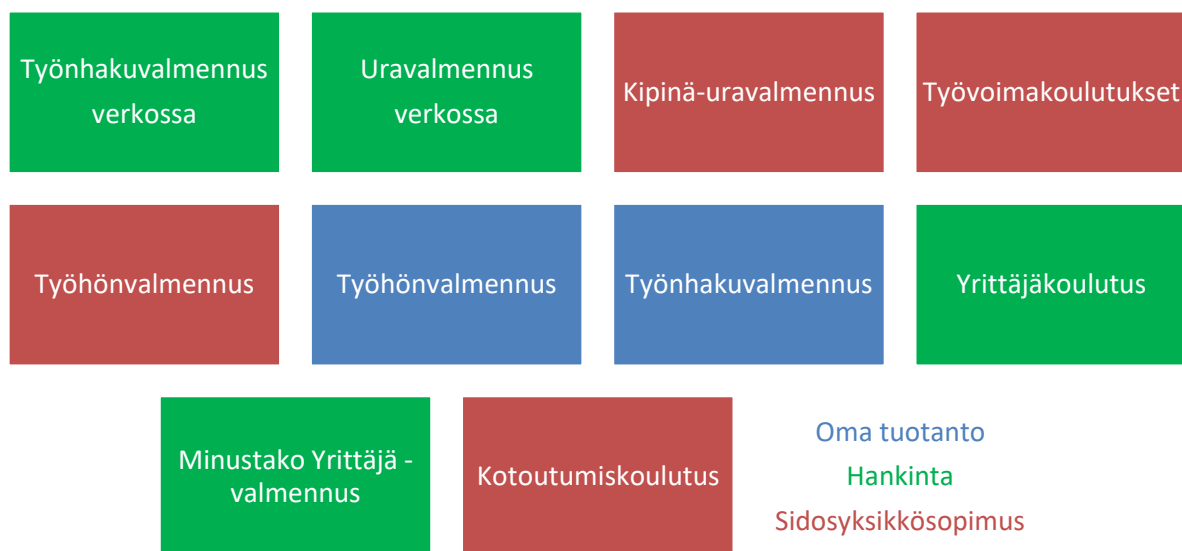 Työnhakuvalmennus
verkossa
Uravalmennus
verkossa
Kipinä-uravalmennus
Työvoimakoulutukset
Työhönvalmennus
Työhönvalmennus
Työnhakuvalmennus
Yrittäjäkoulutus
Minustako Yrittäjä -
valmennus
Kotoutumiskoulutus
Oma tuotanto
Hankinta
Sidosyksikkösopimus